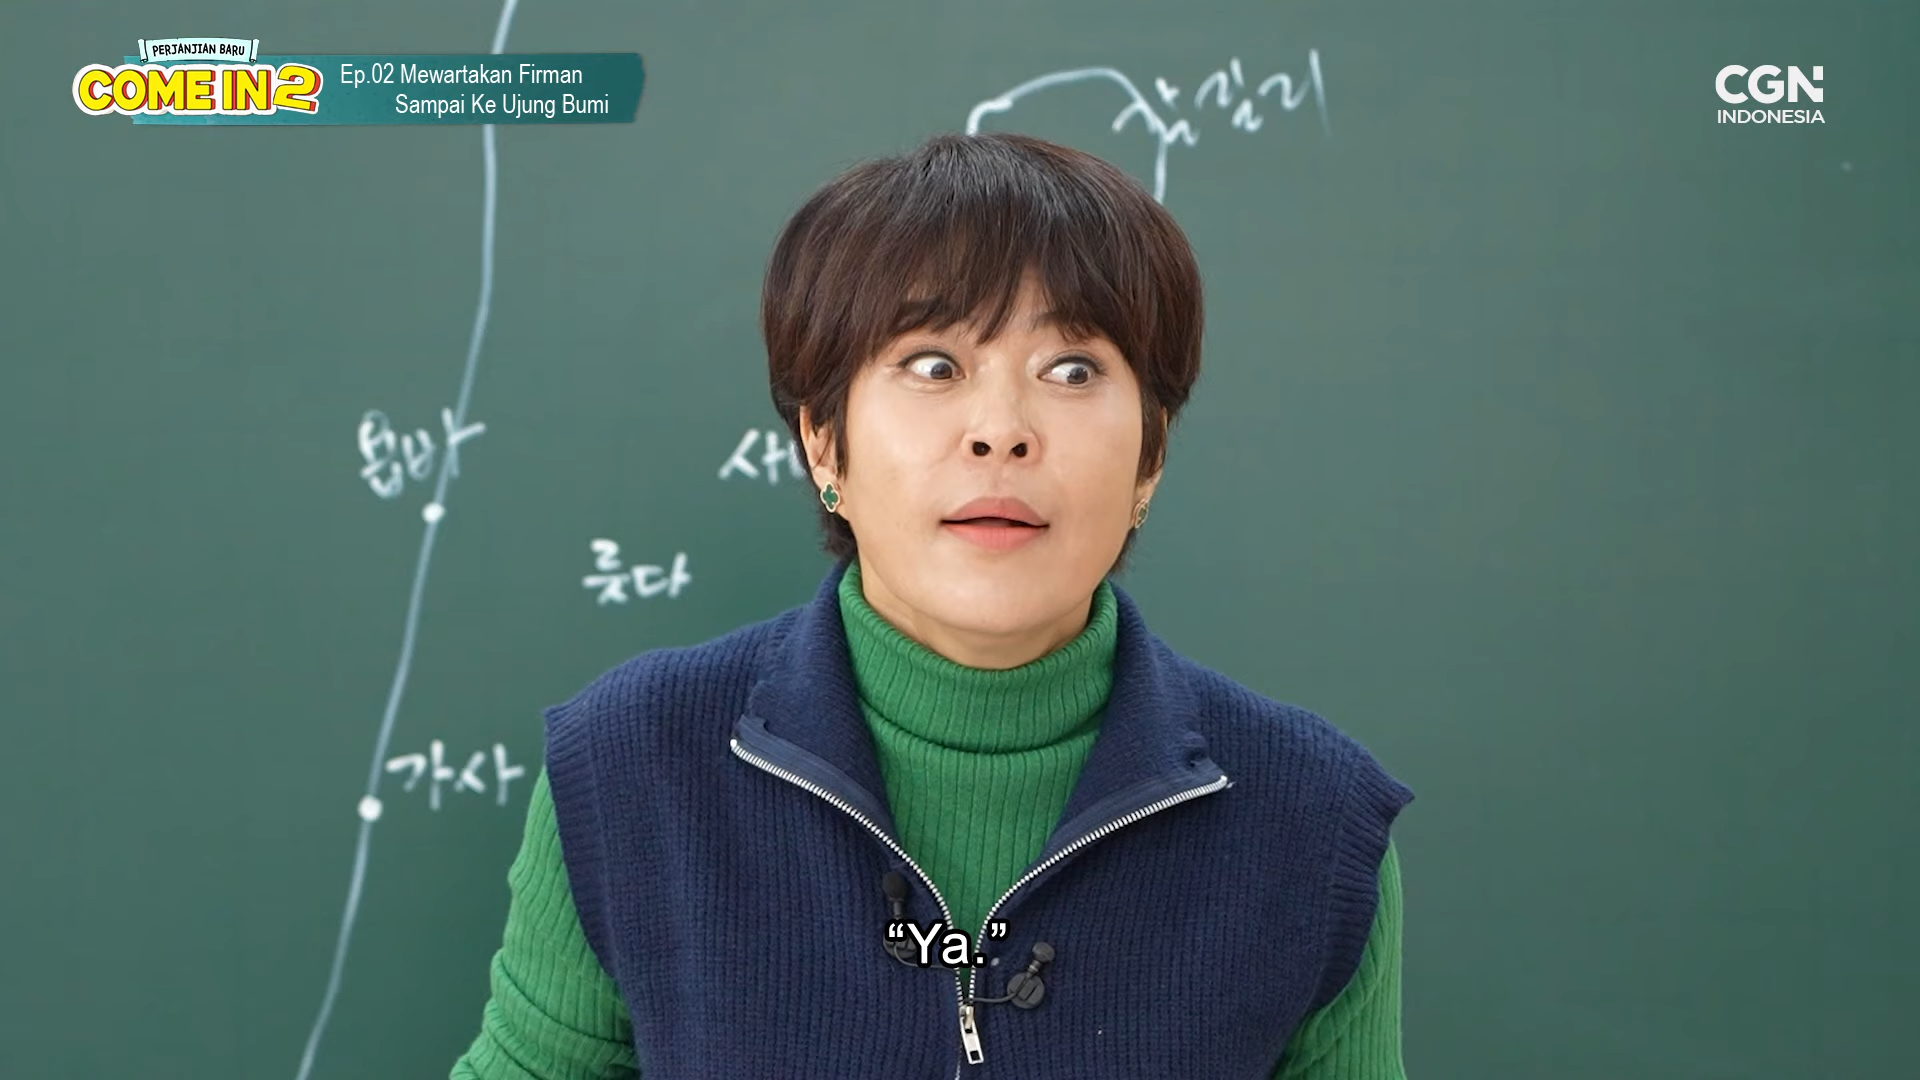 PERJANJIAN BARU
COME IN 2
Ep.02 Mewartakan Firman
Sampai Ke Ujung Bumi
CGN
INDONESIA
갈릴리
욥바
사
룻다
가사
“Ya.”